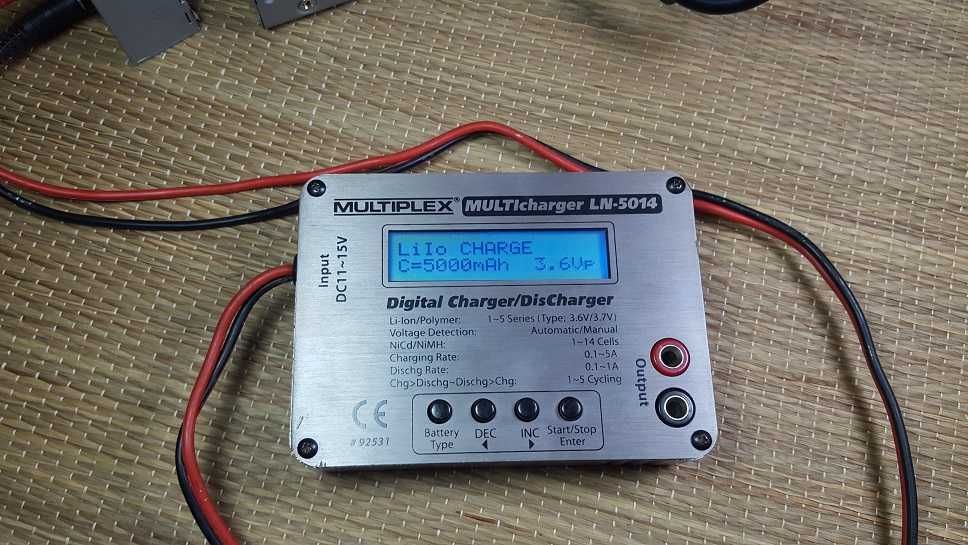 MULTIPLEX® MULTIcharger LN-5014
Input
DC11~15V
LiIo CHARGE
C=5000mAh 3.6VP
Digital Charger/DisCharger
Li-Ion/Polymer: 1~5 Series (Type: 3.6V/3.7V)
Voltage Detection: Automatic/Manual
NiCd/NiMH: 1~14 Cells
Charging Rate: 0.1~5A
Dischg Rate: 0.1~1A
Chg>Dischg~Dischg>Chg: 1~5 Cycling
Output
CE
# 92531
Battery Type
DEC
INC
Start/Stop Enter